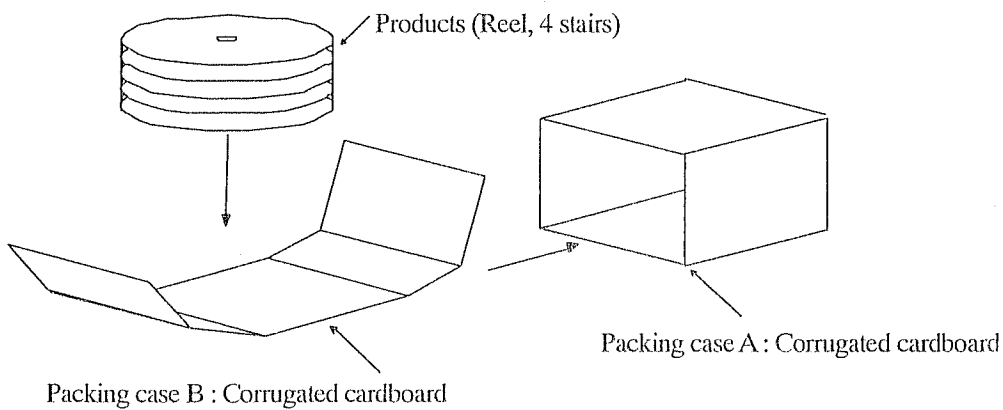 Products (Reel, 4 stairs)
Packing case A : Corrugated cardboard
Packing case B : Corrugated cardboard